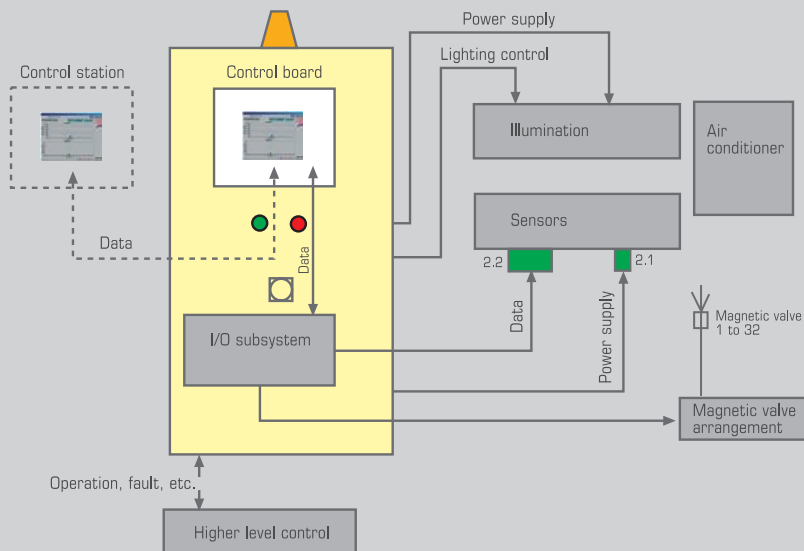 Power supply
Lighting control
Control station
Control board
Illumination
Air
conditioner
Sensors
Data
Data
2.2
2.1
Magnetic valve
1 to 32
I/O subsystem
Data
Power supply
Magnetic valve
arrangement
Operation, fault, etc.
Higher level control